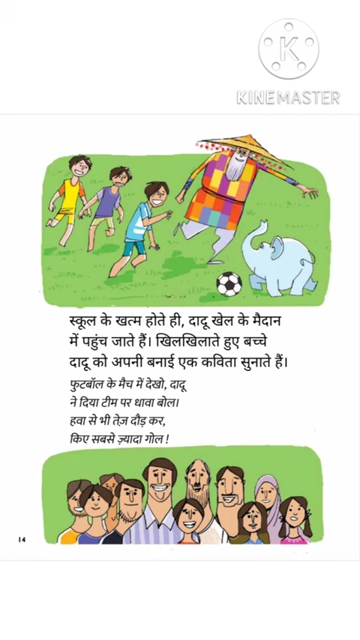 K
KINEMASTER
स्कूल के खत्म होते ही, दादू खेल के मैदान
में पहुंच जाते हैं। खिलखिलाते हुए बच्चे
दादू को अपनी बनाई एक कविता सुनाते हैं।
फुटबॉल के मैच में देखो, दादू
ने दिया टीम पर धावा बोल।
हवा से भी तेज़ दौड़ कर,
किए सबसे ज़्यादा गोल !
14